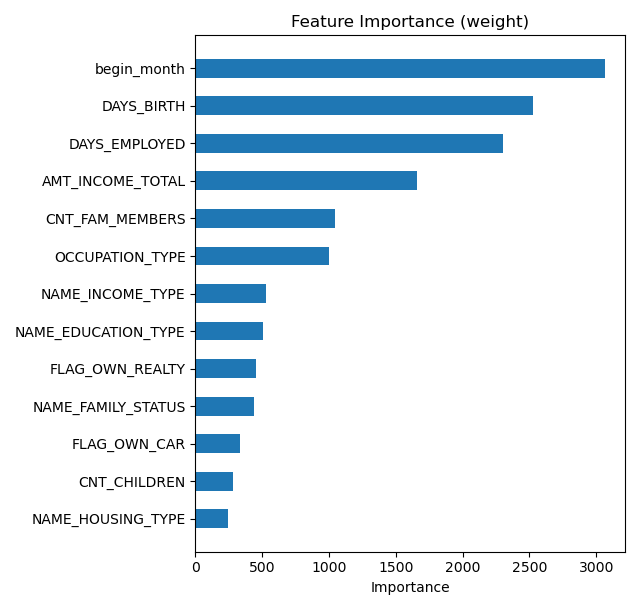 Feature Importance (weight)
begin_month
DAYS_BIRTH
DAYS_EMPLOYED
AMT_INCOME_TOTAL
CNT_FAM_MEMBERS
OCCUPATION_TYPE
NAME_INCOME_TYPE
NAME_EDUCATION_TYPE
FLAG_OWN_REALTY
NAME_FAMILY_STATUS
FLAG_OWN_CAR
CNT_CHILDREN
NAME_HOUSING_TYPE
0 500 1000 1500 2000 2500 3000
Importance